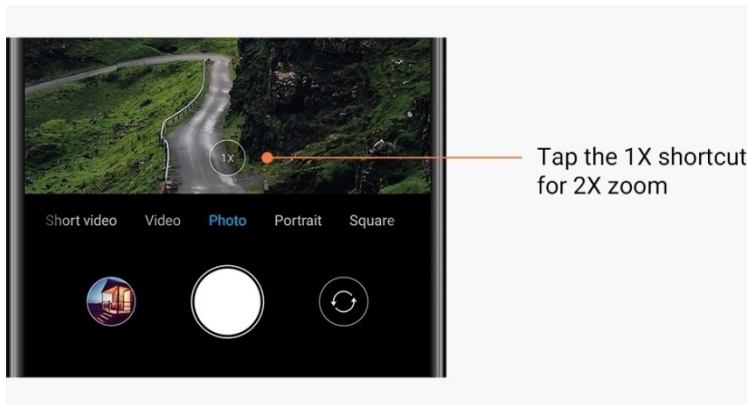 1X
Tap the 1X shortcut
for 2X zoom
Short video Video Photo Portrait Square